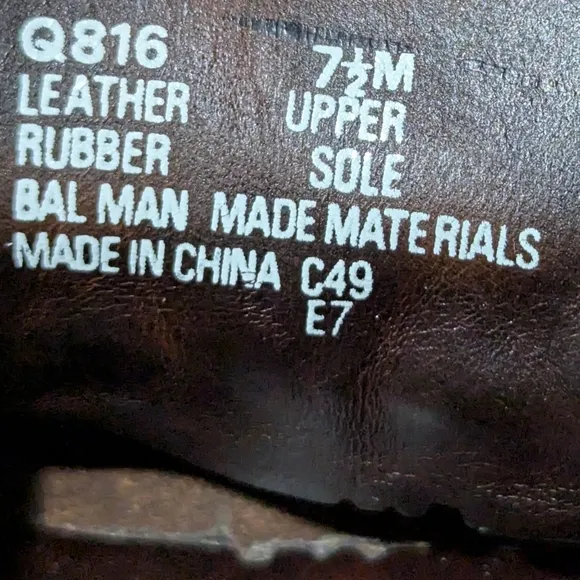 Q816 7½M
LEATHER UPPER
RUBBER SOLE
BAL MAN MADE MATERIALS
MADE IN CHINA C49
E7